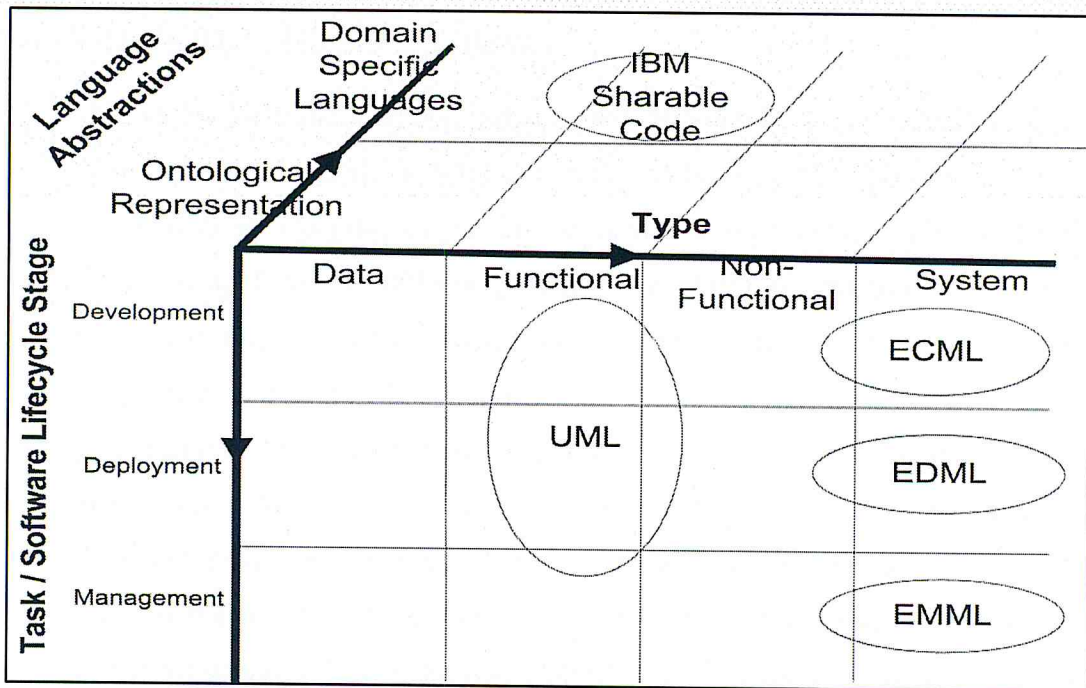 Language
Abstractions
Domain
Specific
Languages
IBM
Sharable
Code
Ontological
Representation
Type
Data
Functional
Non-
Functional
System
Task / Software Lifecycle Stage
Development
ECML
UML
Deployment
EDML
Management
EMML